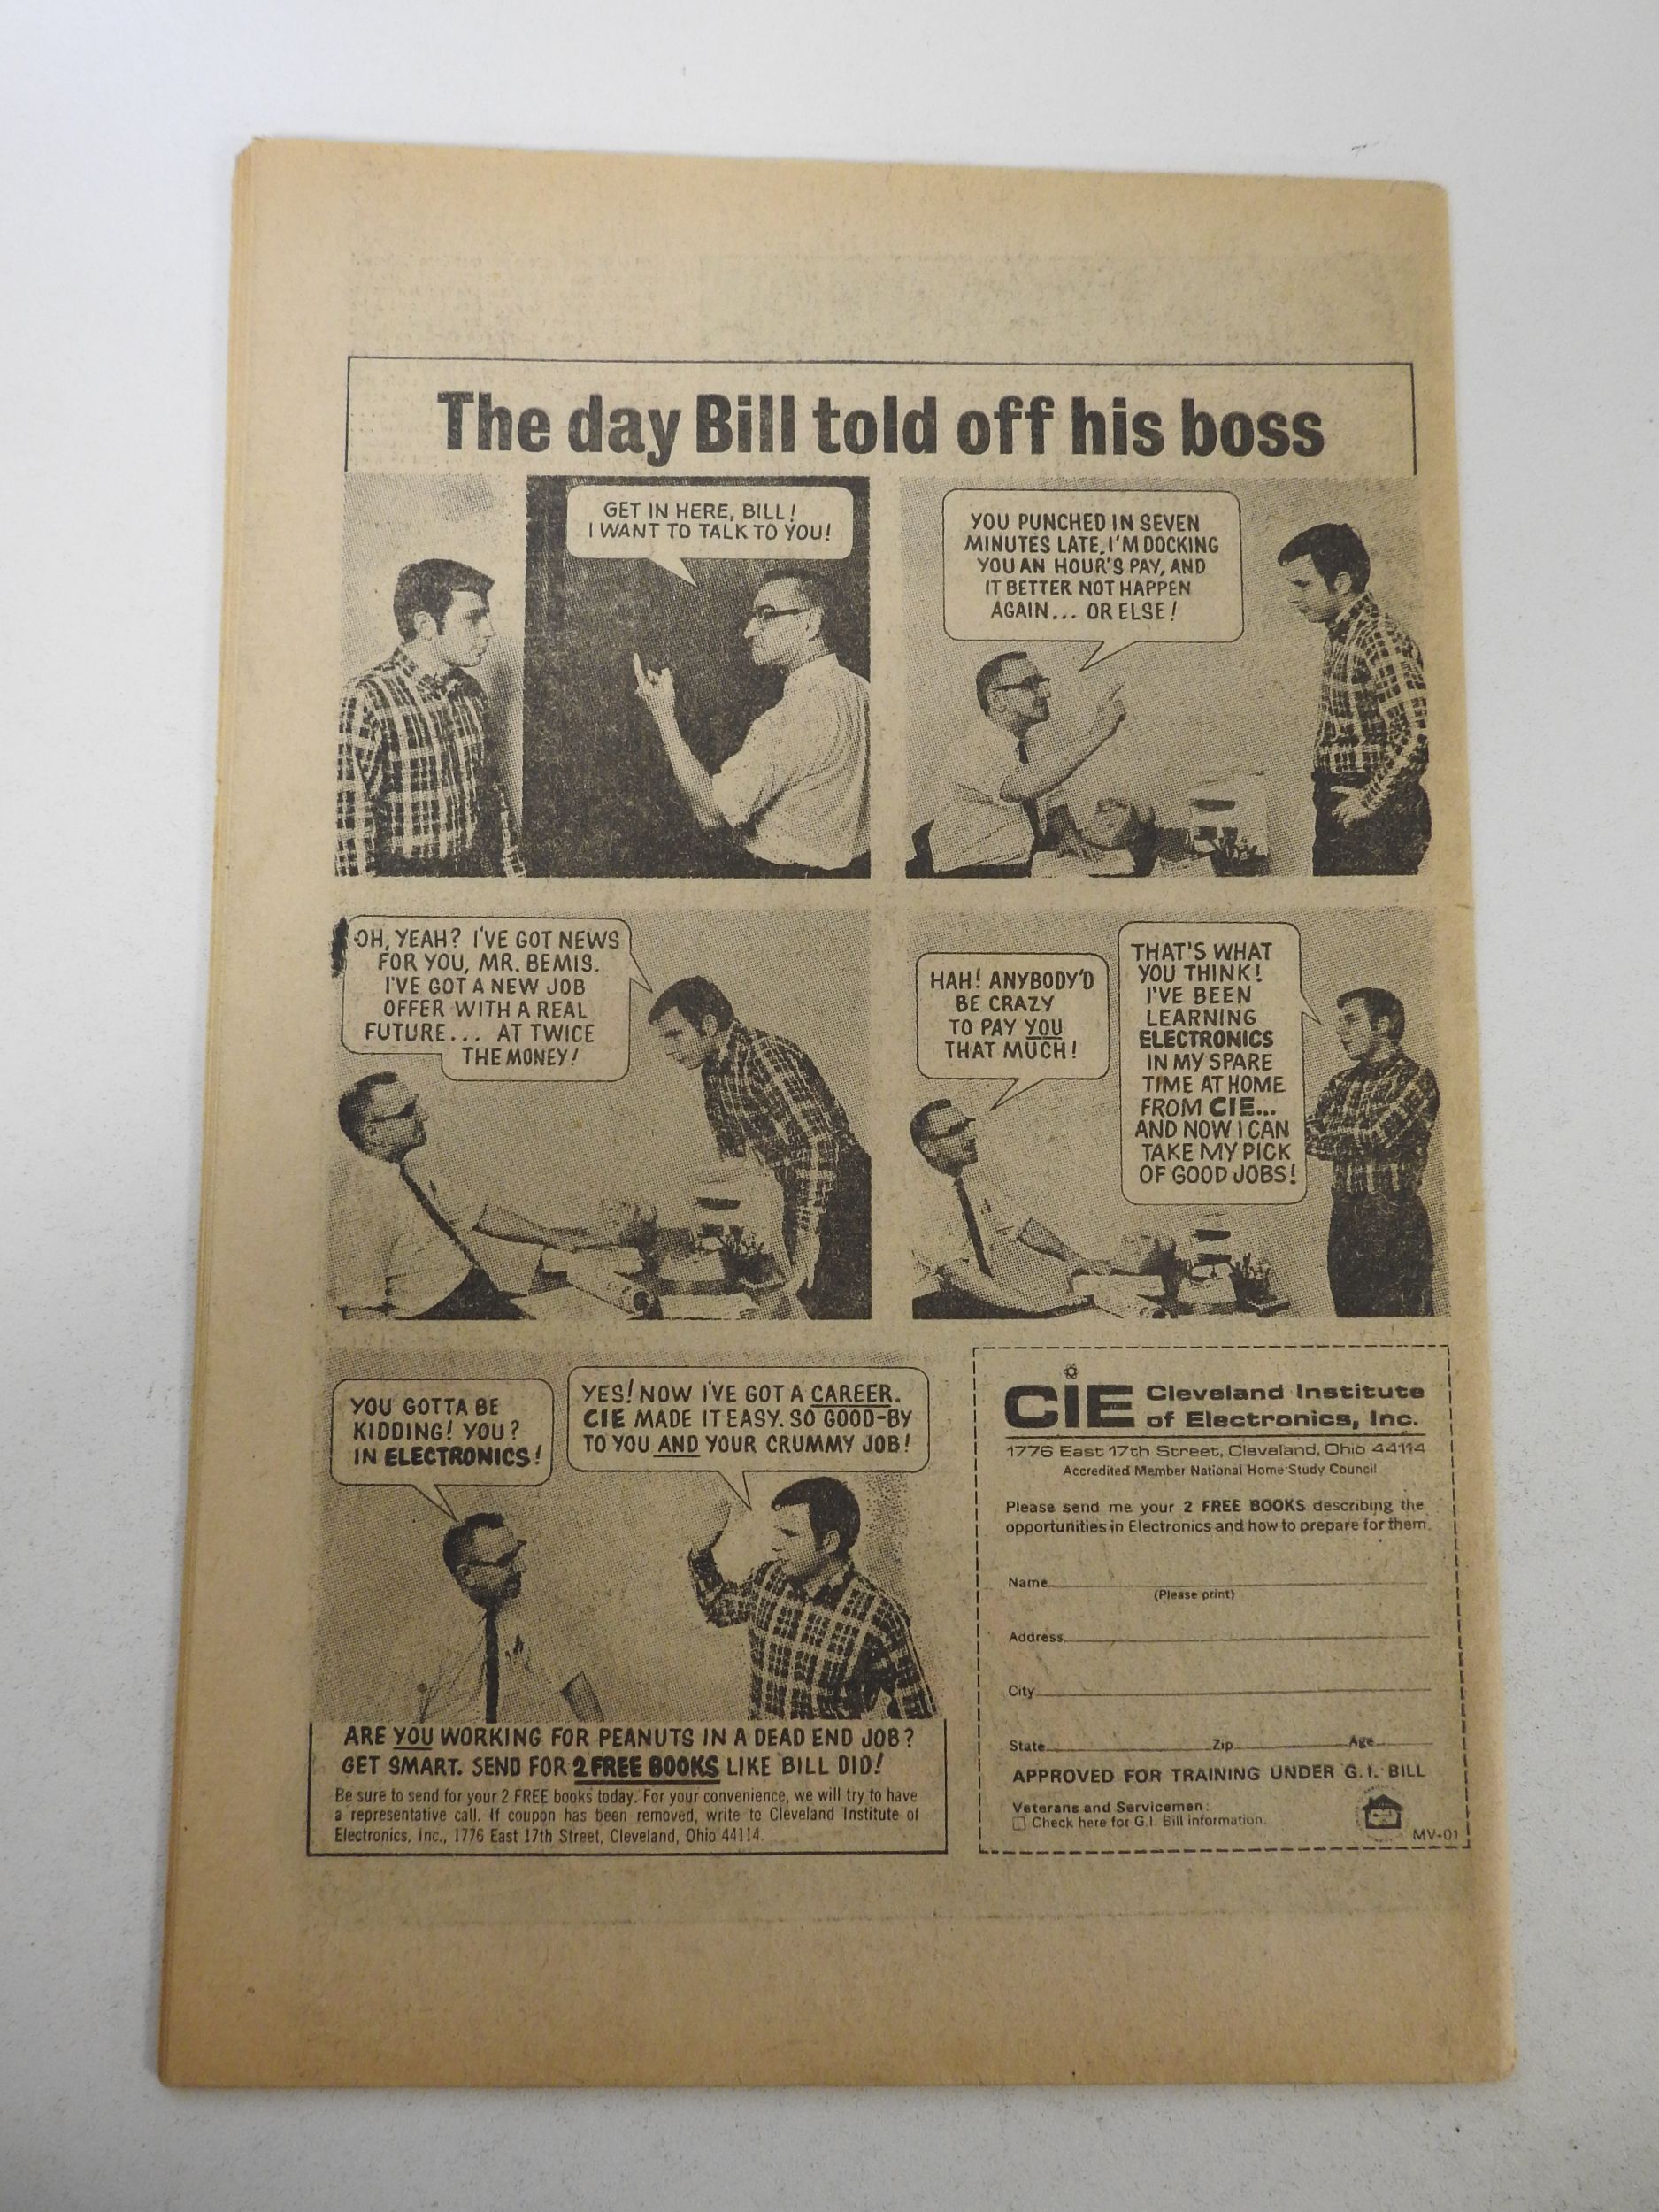 The day Bill told off his boss
GET IN HERE, BILL!
I WANT TO TALK TO YOU!
YOU PUNCHED IN SEVEN
MINUTES LATE. I'M DOCKING
YOU AN HOUR'S PAY, AND
IT BETTER NOT HAPPEN
AGAIN... OR ELSE!
OH, YEAH? I'VE GOT NEWS
FOR YOU, MR. BEMIS.
I'VE GOT A NEW JOB
OFFER WITH A REAL
FUTURE... AT TWICE
THE MONEY!
HAH! ANYBODY'D
BE CRAZY
TO PAY YOU
THAT MUCH!
THAT'S WHAT
YOU THINK!
I'VE BEEN
LEARNING
ELECTRONICS
IN MY SPARE
TIME AT HOME
FROM CIE...
AND NOW I CAN
TAKE MY PICK
OF GOOD JOBS!
YOU GOTTA BE
KIDDING! YOU?
IN ELECTRONICS!
YES! NOW I'VE GOT A CAREER.
CIE MADE IT EASY. SO GOOD-BY
TO YOU AND YOUR CRUMMY JOB!
ARE YOU WORKING FOR PEANUTS IN A DEAD END JOB?
GET SMART. SEND FOR 2 FREE BOOKS LIKE BILL DID!
Be sure to send for your 2 FREE books today. For your convenience, we will try to have
a representative call. If coupon has been removed, write to Cleveland Institute of
Electronics, Inc., 1776 East 17th Street, Cleveland, Ohio 44114.
CIE Cleveland Institute
of Electronics, Inc.
1776 East 17th Street, Cleveland, Ohio 44114
Accredited Member National Home Study Council
Please send me your 2 FREE BOOKS describing the
opportunities in Electronics and how to prepare for them.
Name
(Please print)
Address
City
State Zip Age
APPROVED FOR TRAINING UNDER G.I. BILL
Veterans and Servicemen:
Check here for G.I. Bill information.
MV-01